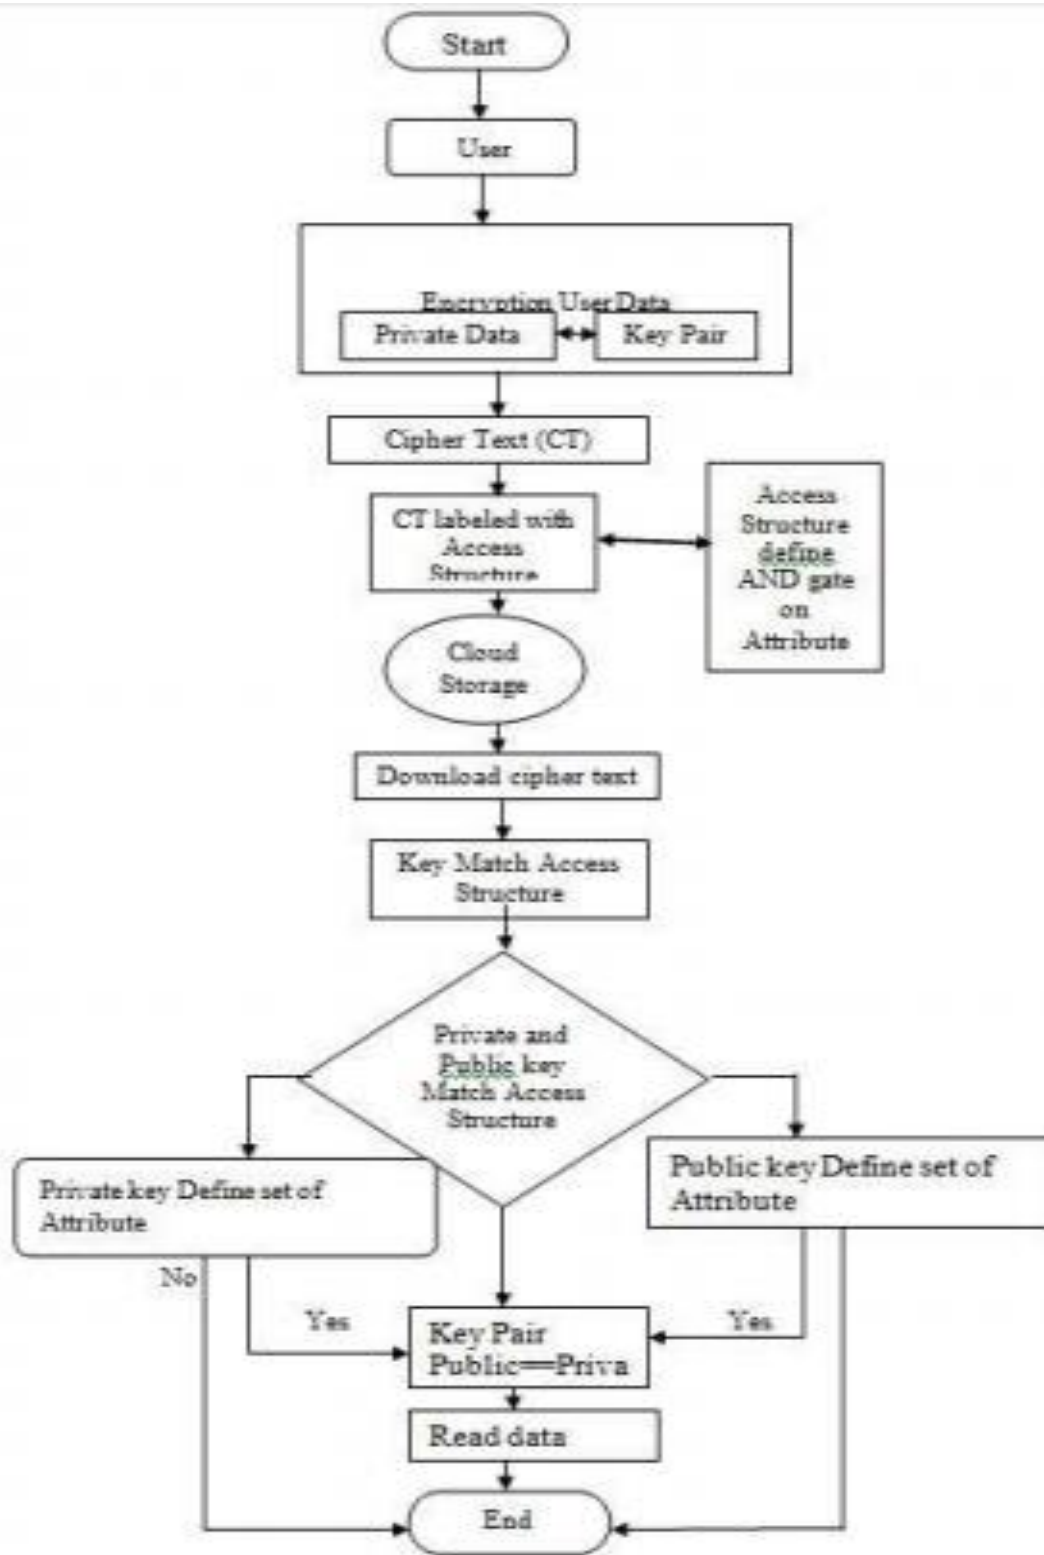 Start
User
Encryption User Data
Private Data
Key Pair
Cipher Text (CT)
CT labeled with
Access
Structure
Access
Structure
define
AND gate
on
Attribute
Cloud
Storage
Download cipher text
Key Match Access
Structure
Private and
Public key
Match Access
Structure
Private key Define set of
Attribute
Public key Define set of
Attribute
No
Yes
Yes
Key Pair
Public==Priva
Read data
End